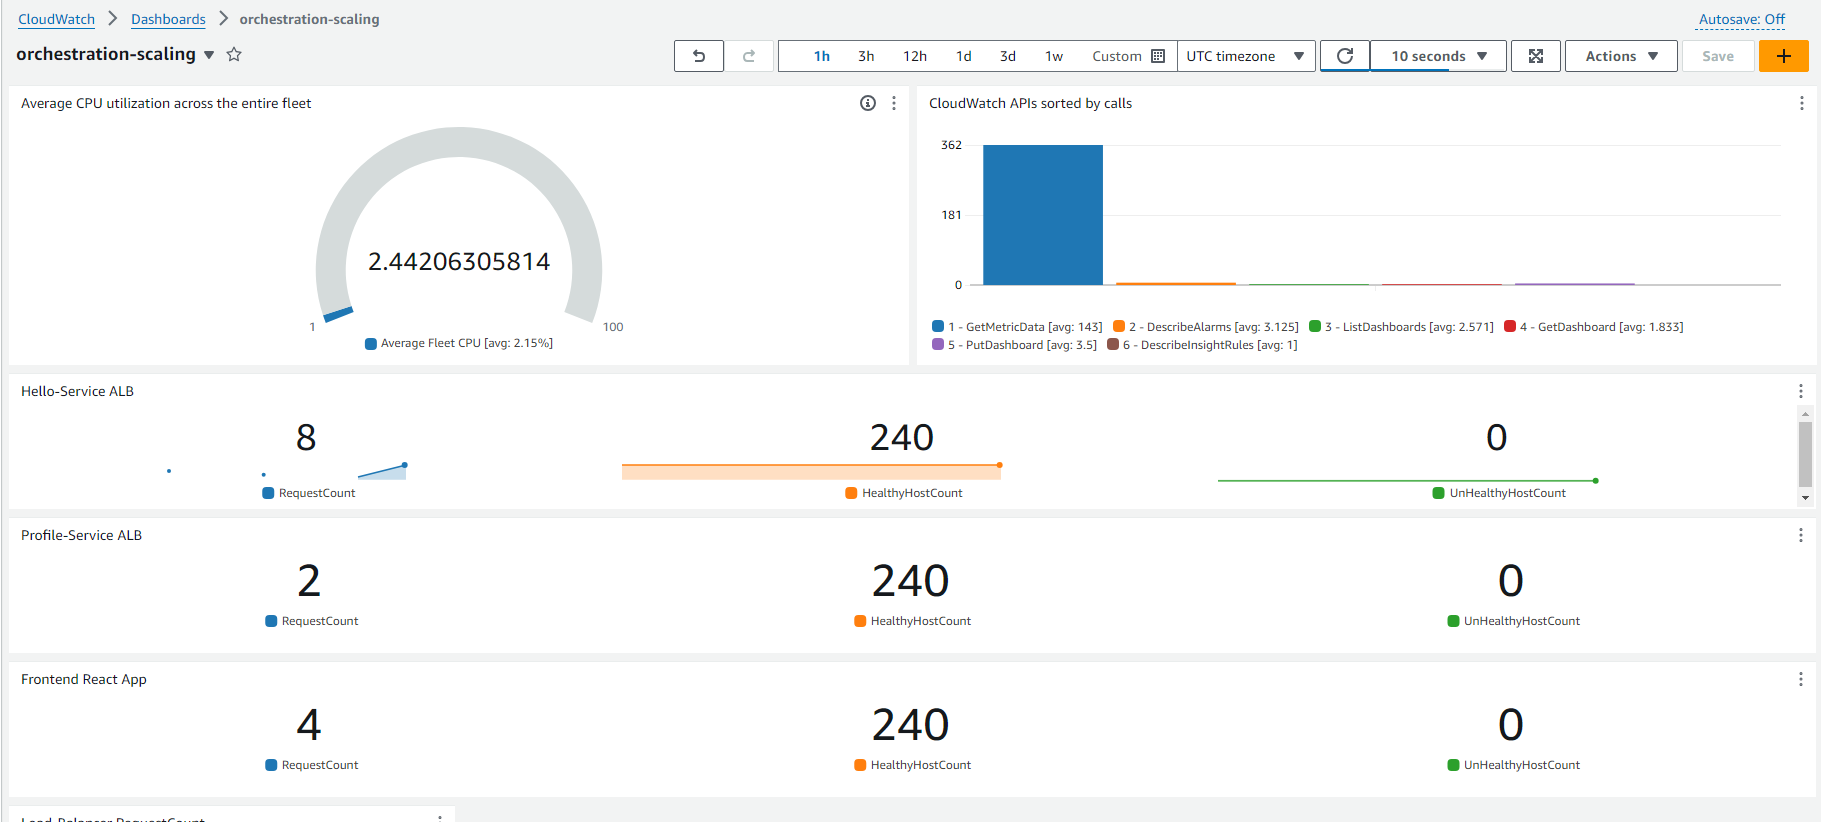 CloudWatch > Dashboards > orchestration-scaling
Autosave: Off
orchestration-scaling
1h 3h 12h 1d 3d 1w Custom UTC timezone 10 seconds Actions Save +
Average CPU utilization across the entire fleet
2.44206305814
1 100
Average Fleet CPU [avg: 2.15%]
CloudWatch APIs sorted by calls
362
181
0
1 - GetMetricData [avg: 143] 2 - DescribeAlarms [avg: 3.125] 3 - ListDashboards [avg: 2.571] 4 - GetDashboard [avg: 1.833]
5 - PutDashboard [avg: 3.5] 6 - DescribeInsightRules [avg: 1]
Hello-Service ALB
8 240 0
RequestCount HealthyHostCount UnHealthyHostCount
Profile-Service ALB
2 240 0
RequestCount HealthyHostCount UnHealthyHostCount
Frontend React App
4 240 0
RequestCount HealthyHostCount UnHealthyHostCount
Load-Balancer RequestCount